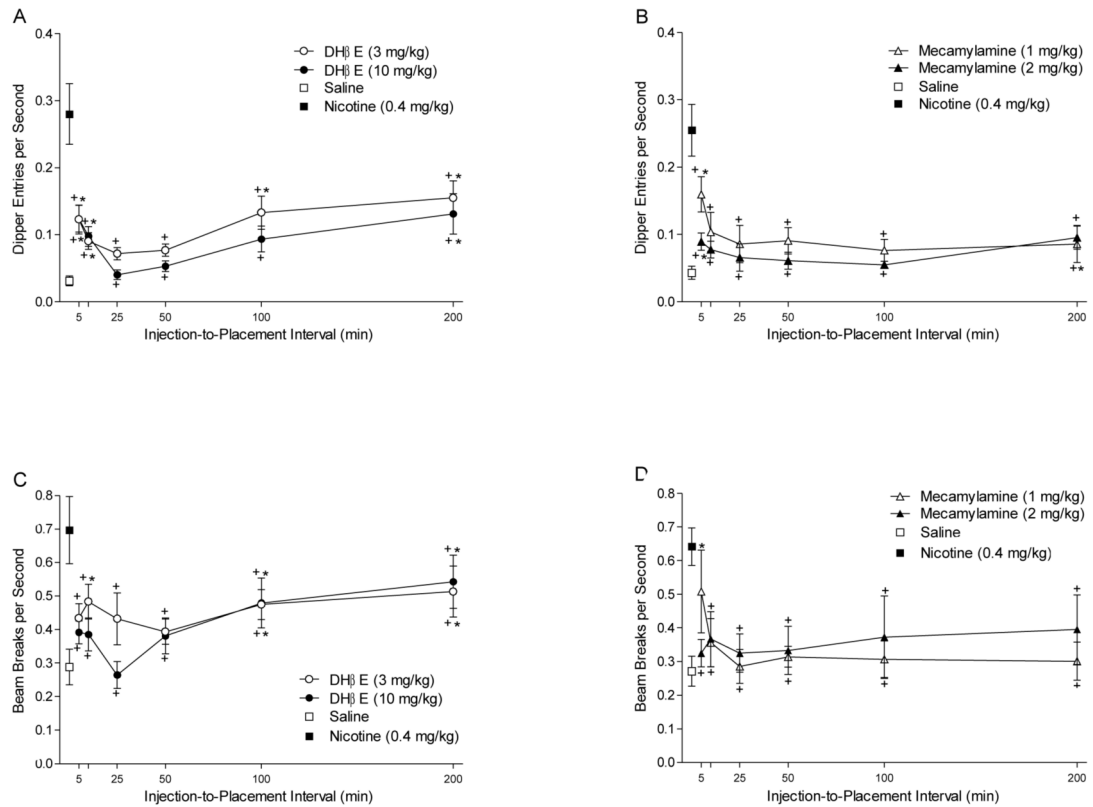 A
Dipper Entries per Second
0.4
0.3
0.2
0.1
0.0
DHβE (3 mg/kg)
DHβE (10 mg/kg)
Saline
Nicotine (0.4 mg/kg)
+*
+*
+*
+*
+
+
+
+
+*
+
+*
+*
5 25 50 100 200
Injection-to-Placement Interval (min)
B
Dipper Entries per Second
0.4
0.3
0.2
0.1
0.0
Mecamylamine (1 mg/kg)
Mecamylamine (2 mg/kg)
Saline
Nicotine (0.4 mg/kg)
+*
+
+*
+
+
+
+
+
+
+
+
+*
5 25 50 100 200
Injection-to-Placement Interval (min)
C
Beam Breaks per Second
0.8
0.7
0.6
0.5
0.4
0.3
0.2
0.1
0.0
DHβE (3 mg/kg)
DHβE (10 mg/kg)
Saline
Nicotine (0.4 mg/kg)
+
+*
+
+
+
+
+
+
+*
+*
+*
+*
5 25 50 100 200
Injection-to-Placement Interval (min)
D
Beam Breaks per Second
0.8
0.7
0.6
0.5
0.4
0.3
0.2
0.1
0.0
Mecamylamine (1 mg/kg)
Mecamylamine (2 mg/kg)
Saline
Nicotine (0.4 mg/kg)
*
+
+
+
+
+
+
+
+
+
+
+
5 25 50 100 200
Injection-to-Placement Interval (min)